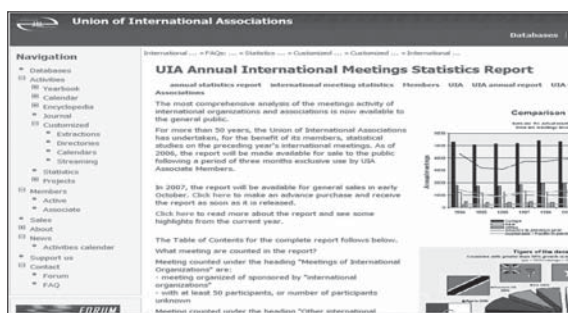 Union of International Associations
Databases
International ... » FAQs: ... » Statistics ... » Customized ... » Customized ... » International ...
Navigation
Databases
Activities
Yearbook
Calendar
Encyclopedia
Journal
Customized
Extractions
Directories
Calendars
Streaming
Statistics
Projects
Members
Active
Associate
Sales
About
News
Activities calendar
Support us
Contact
Forum
FAQ
FORUM
UIA Annual International Meetings Statistics Report
annual statistics report international meeting statistics Members UIA UIA annual report UIA
Associations
The most comprehensive analysis of the meetings activity of
international organizations and associations is now available to
the general public.
For more than 50 years, the Union of International Associations
has undertaken, for the benefit of its members, statistical
studies on the preceding year's international meetings. As of
2006, the report will be made available for sale to the public
following a period of three months exclusive use by UIA
Associate Members.
In 2007, the report will be available for general sales in early
October. Click here to make an advance purchase and receive
the report as soon as it is released.
Click here to read more about the report and see some
highlights from the current year.
The Table of Contents for the complete report follows below.
What meeting are counted in the report?
Meeting counted under the heading "Meetings of International
Organizations" are:
- meeting organized of sponsored by "international
organizations"
- with at least 50 participants, or number of participants
unknown
Meeting counted under the heading "Other international
Comparison